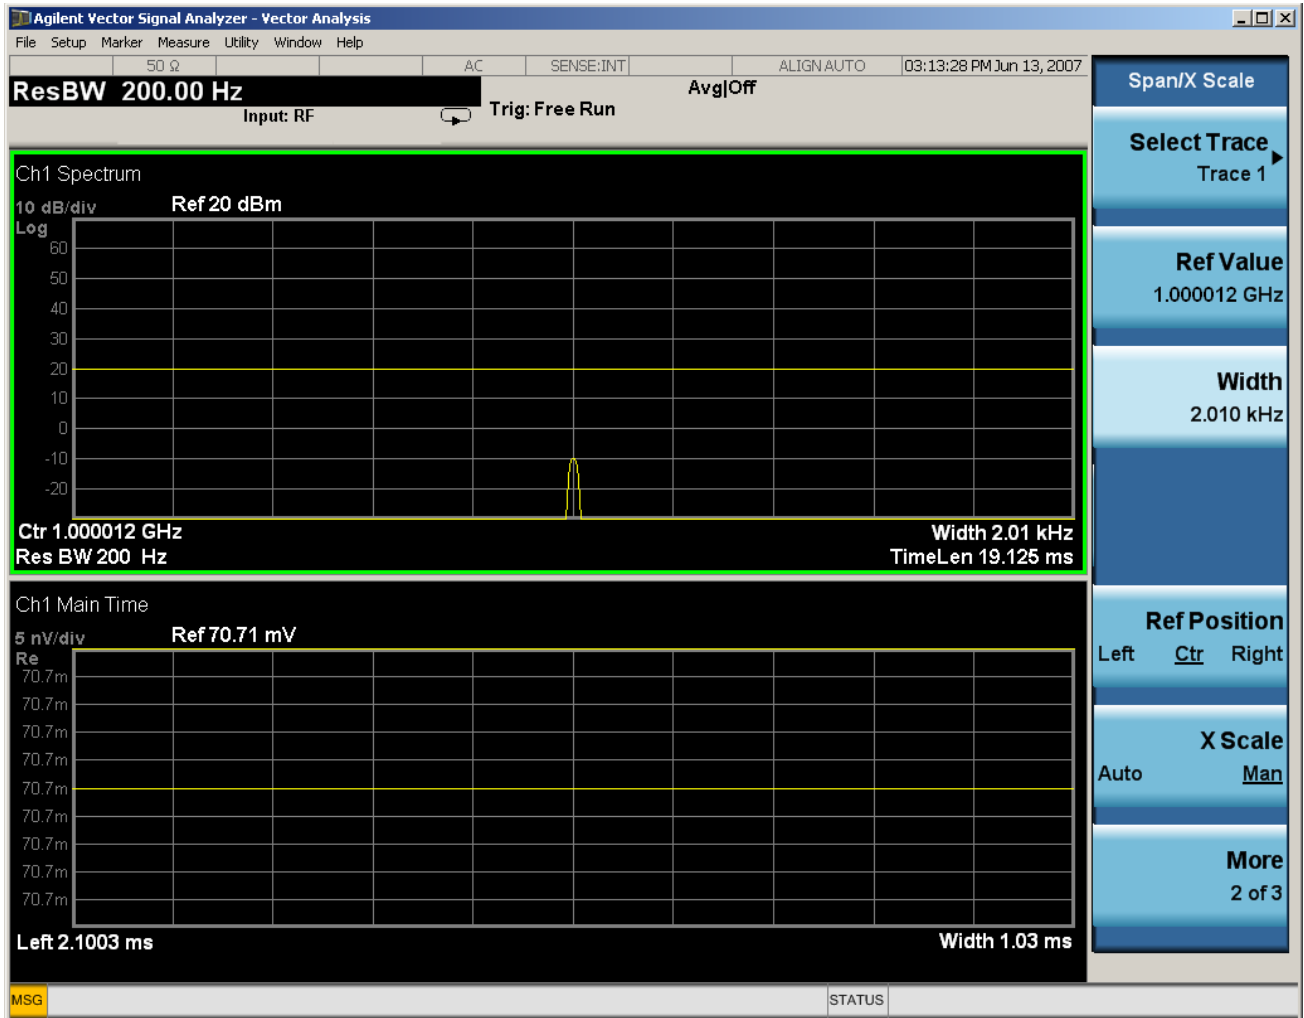 Agilent Vector Signal Analyzer - Vector Analysis
File Setup Marker Measure Utility Window Help
50 Ω AC SENSE:INT ALIGN AUTO 03:13:28 PM Jun 13, 2007
ResBW 200.00 Hz
Avg|Off
Input: RF
Trig: Free Run
Ch1 Spectrum
10 dB/div Ref 20 dBm
Log
60
50
40
30
20
10
0
-10
-20
Ctr 1.000012 GHz Width 2.01 kHz
Res BW 200 Hz TimeLen 19.125 ms
Ch1 Main Time
5 nV/div Ref 70.71 mV
Re
70.7m
70.7m
70.7m
70.7m
70.7m
70.7m
70.7m
70.7m
70.7m
Left 2.1003 ms Width 1.03 ms
Span/X Scale
Select Trace
Trace 1
Ref Value
1.000012 GHz
Width
2.010 kHz
Ref Position
Left Ctr Right
X Scale
Auto Man
More
2 of 3
MSG STATUS